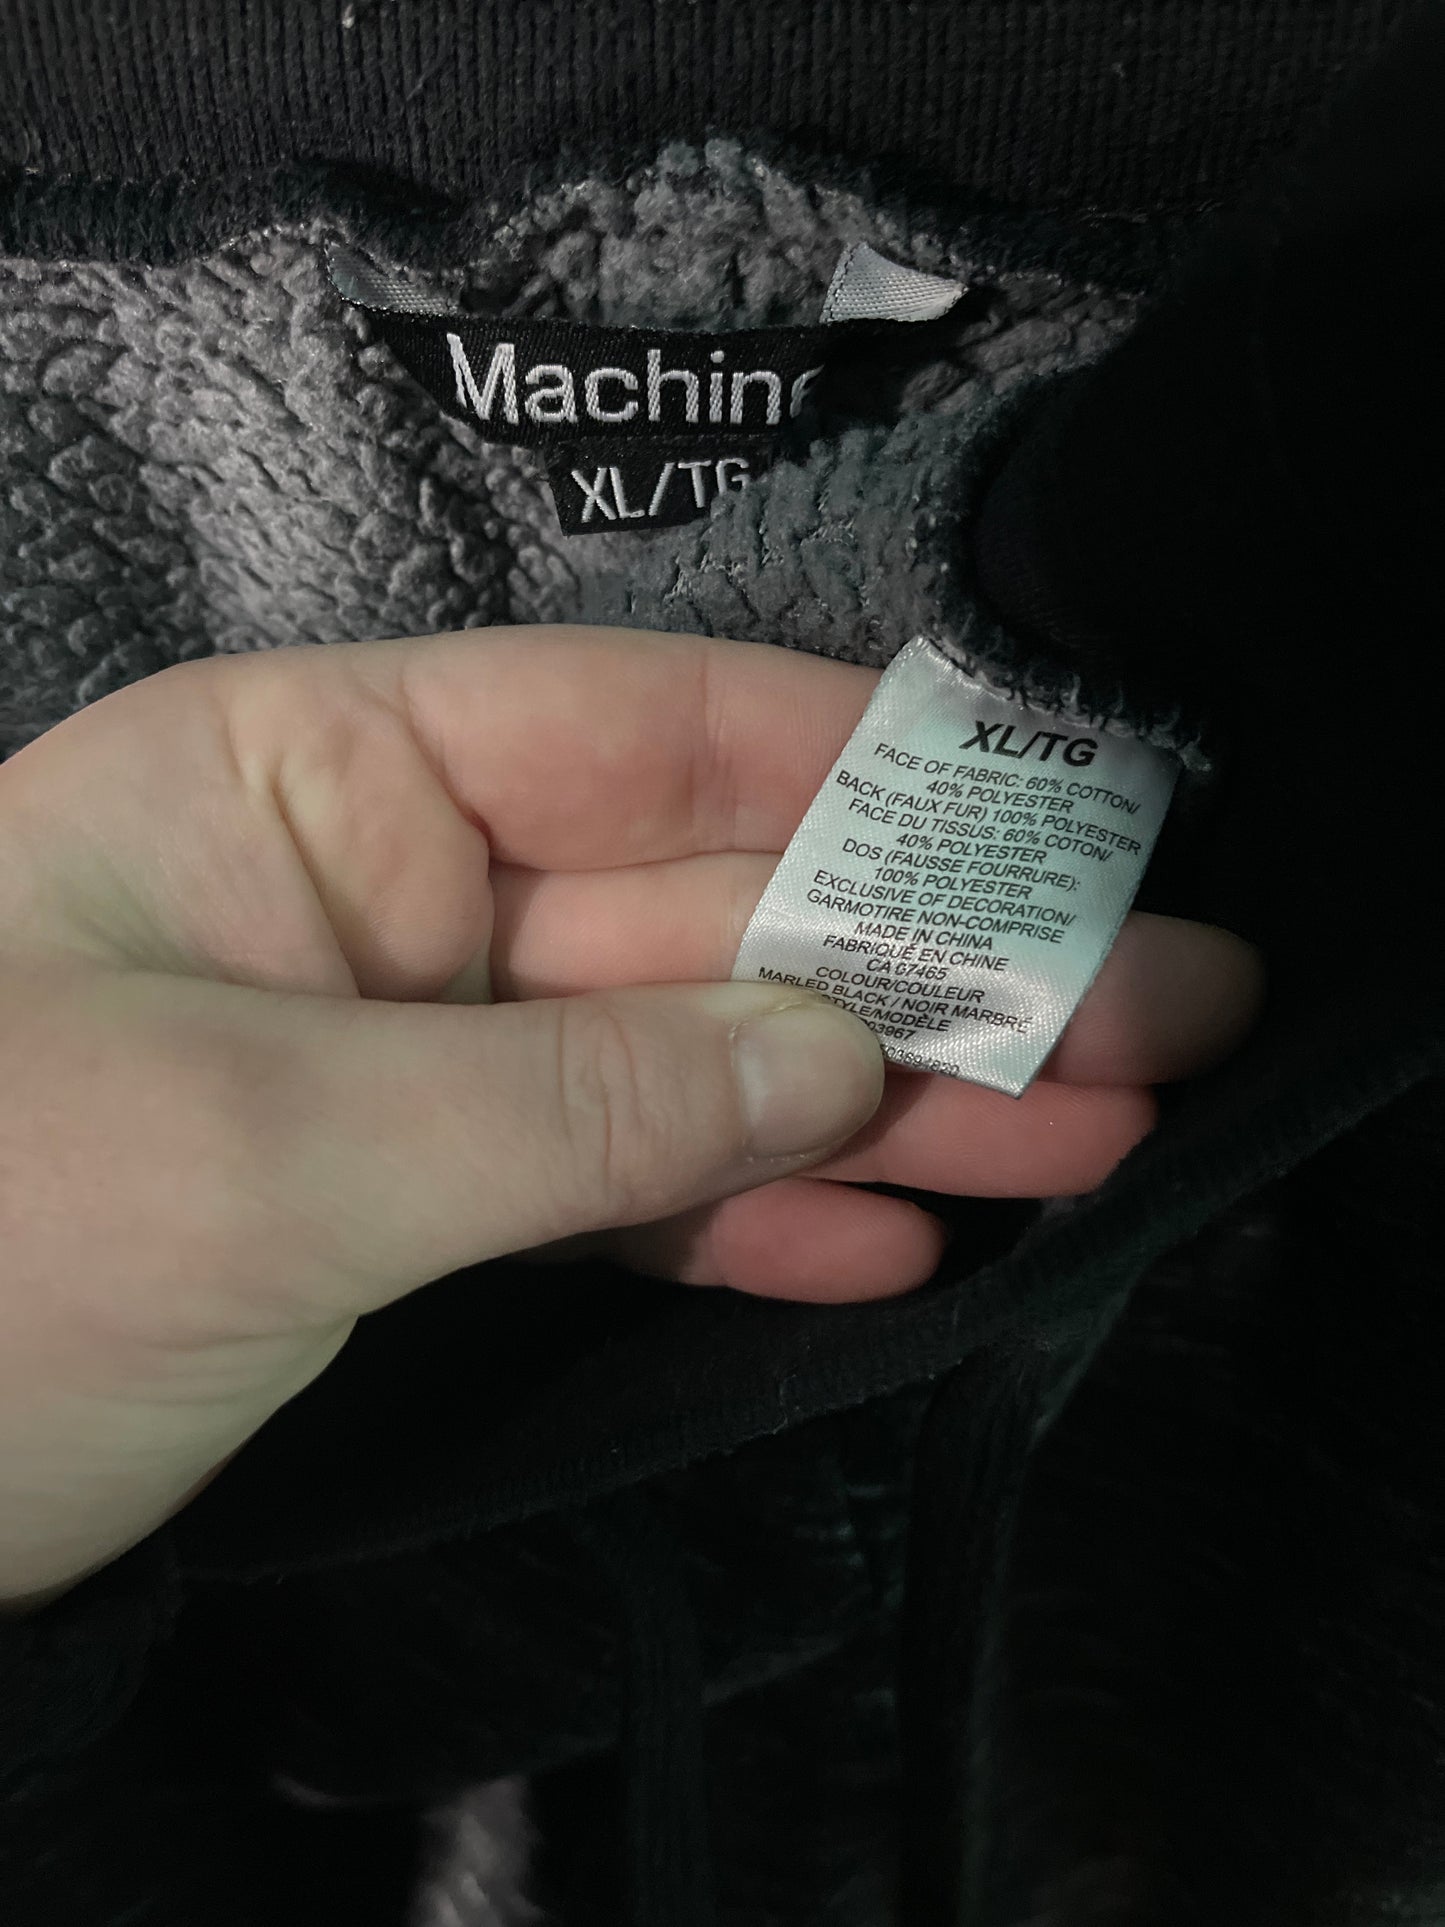 Machine
XL/TG
XL/TG
FACE OF FABRIC: 60% COTTON/
40% POLYESTER
BACK (FAUX FUR) 100% POLYESTER
FACE DU TISSUS: 60% COTON/
40% POLYESTER
DOS (FAUSSE FOURRURE):
100% POLYESTER
EXCLUSIVE OF DECORATION/
GARMOTIRE NON-COMPRISE
MADE IN CHINA
FABRIQUÉ EN CHINE
CA 07465
COLOUR/COULEUR
MARLED BLACK / NOIR MARBRÉ
STYLE/MODÈLE